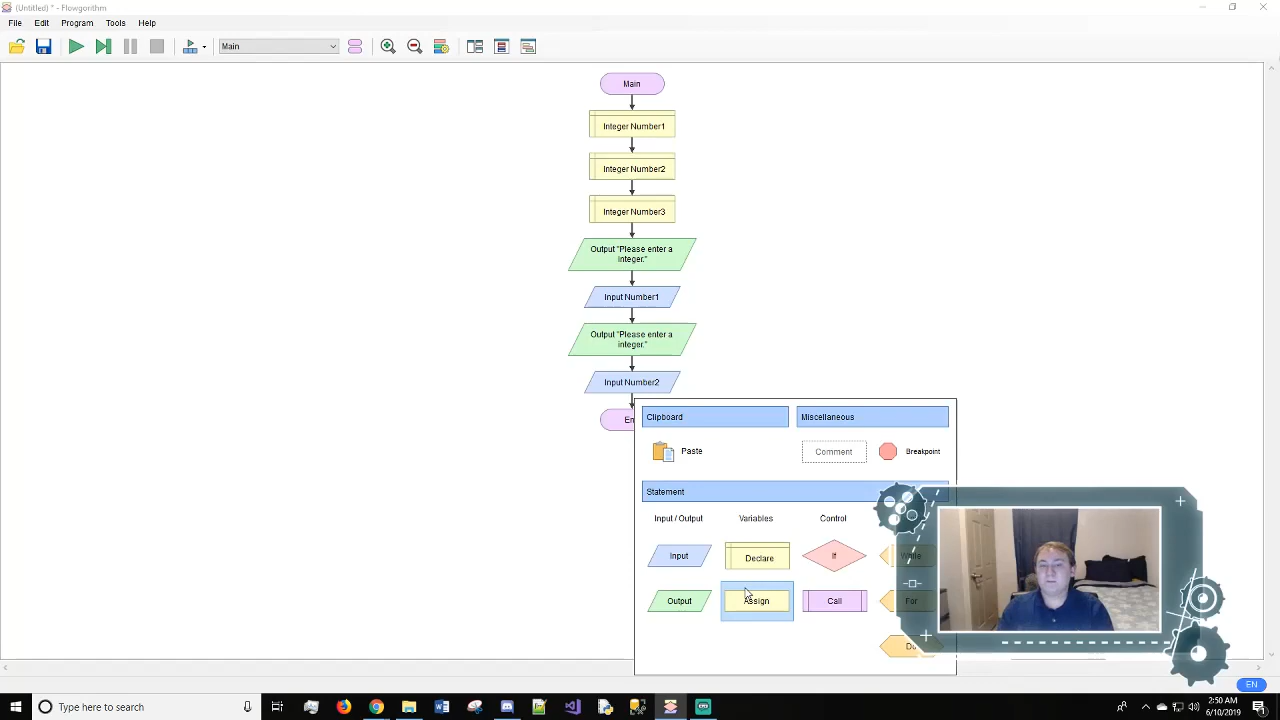 (Untitled) * - Flowgorithm
File Edit Program Tools Help
Main
Main
Integer Number1
Integer Number2
Integer Number3
Output "Please enter a
integer."
Input Number1
Output "Please enter a
integer."
Input Number2
En
Clipboard Miscellaneous
Paste Comment Breakpoint
Statement
Input / Output Variables Control
Input Declare If While
Output Assign Call For
EN
Type here to search
2:50 AM
6/10/2019